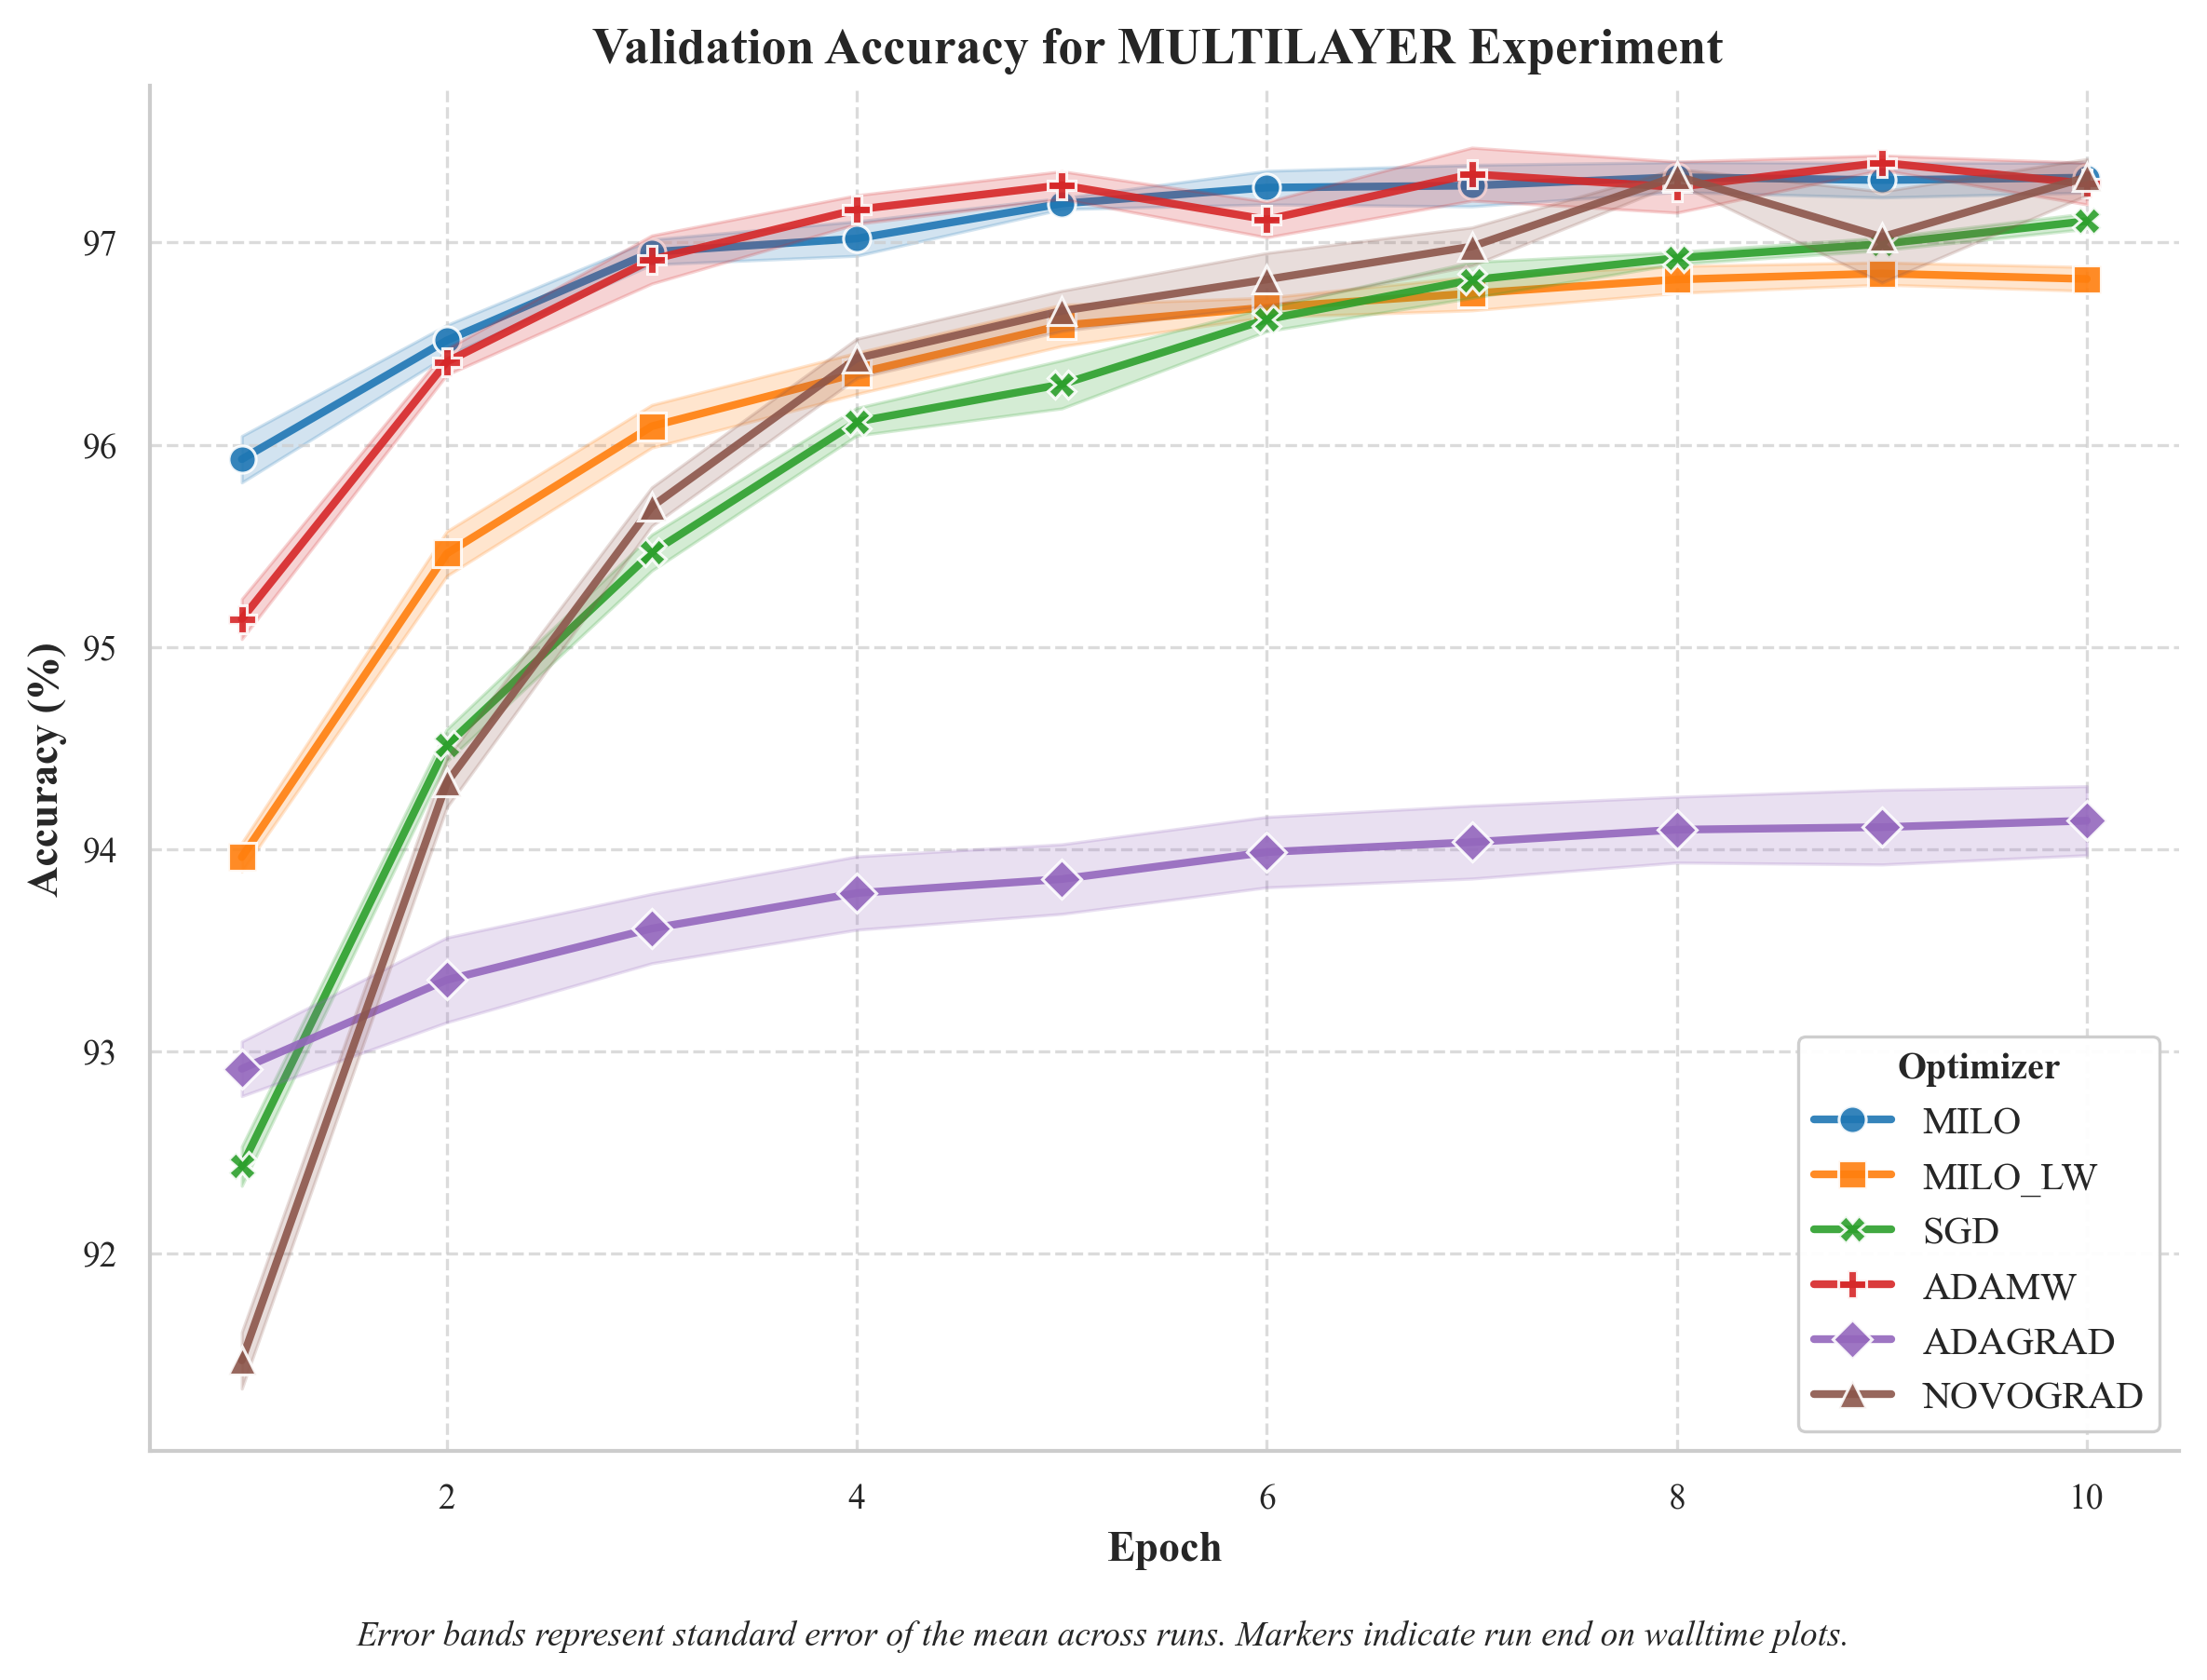 Validation Accuracy for MULTILAYER Experiment
Accuracy (%)
97
96
95
94
93
92
2 4 6 8 10
Epoch
Optimizer
MILO
MILO_LW
SGD
ADAMW
ADAGRAD
NOVOGRAD
Error bands represent standard error of the mean across runs. Markers indicate run end on walltime plots.